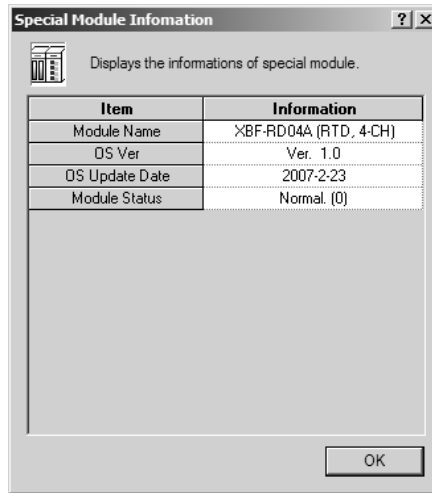 Special Module Infomation
Displays the informations of special module.
Item Information
Module Name XBF-RD04A (RTD, 4-CH)
OS Ver Ver. 1.0
OS Update Date 2007-2-23
Module Status Normal. (0)
OK